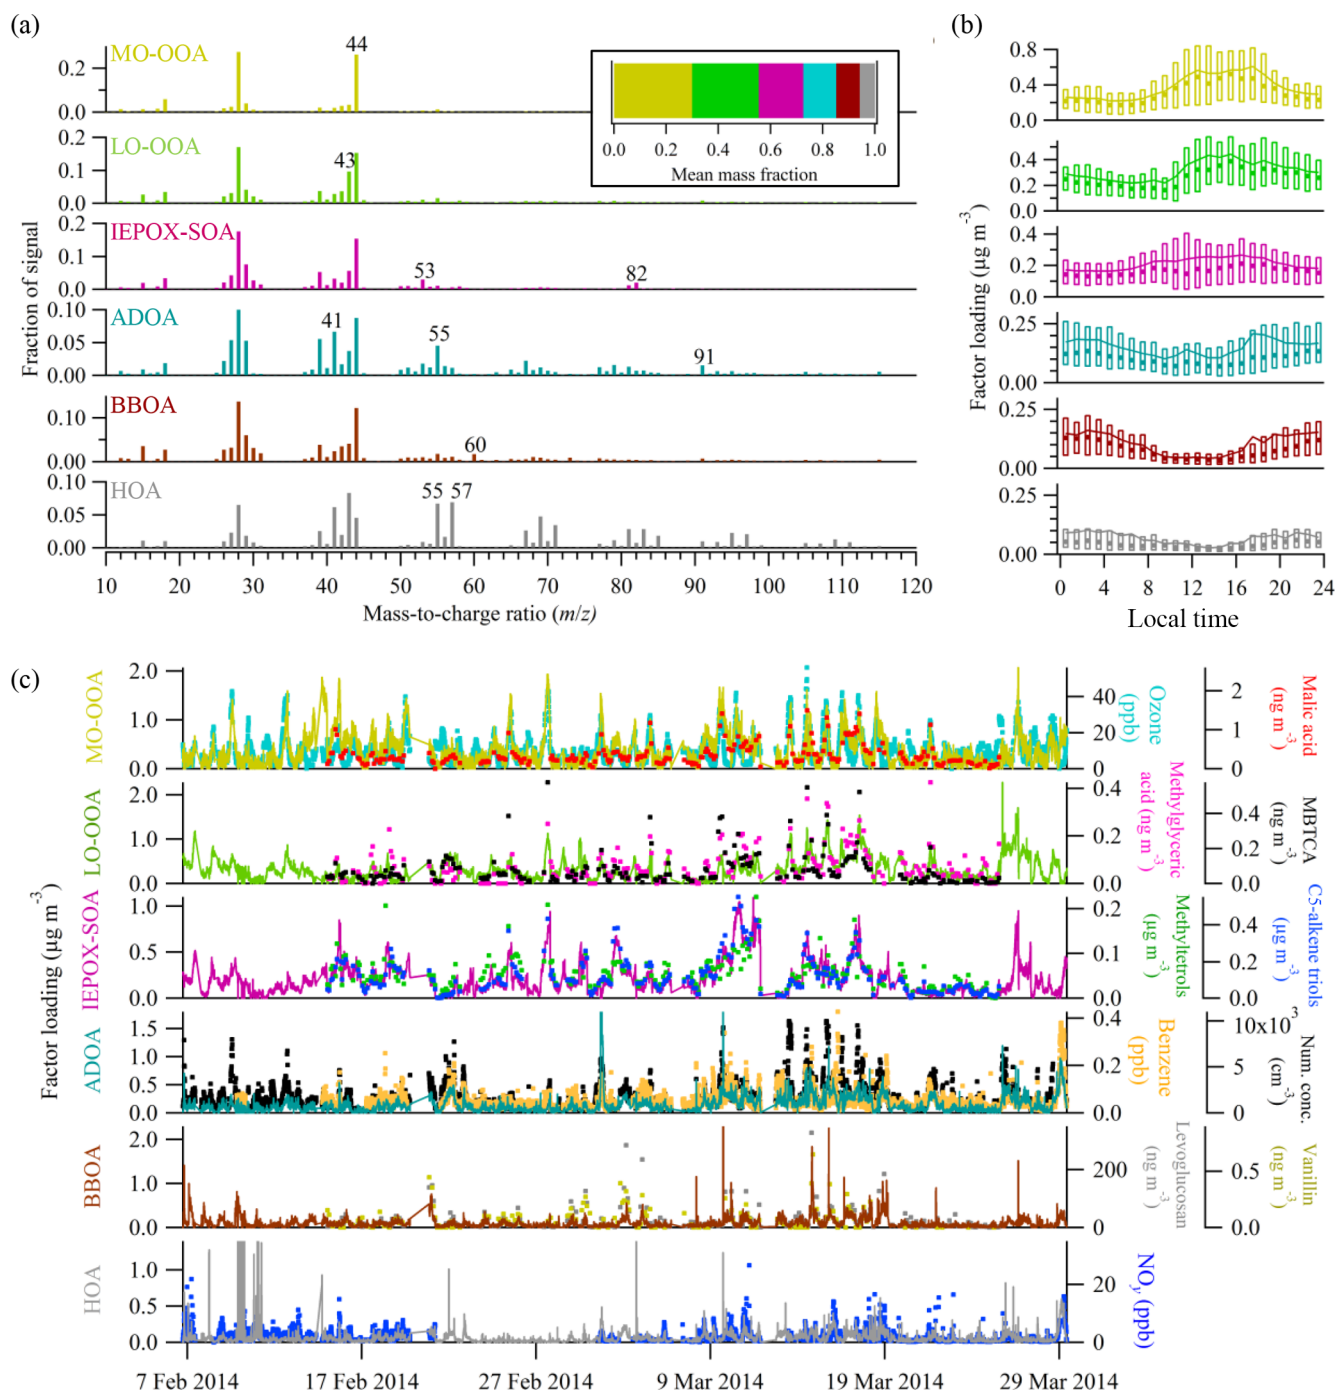 (a)
MO-OOA
44
0.2
0.0
LO-OOA
43
0.2
0.1
0.0
IEPOX-SOA
53
82
0.2
0.1
0.0
ADOA
41
55
91
0.10
0.05
0.00
BBOA
60
0.10
0.00
HOA
55 57
0.10
0.05
0.00
Fraction of signal
10 20 30 40 50 60 70 80 90 100 110 120
Mass-to-charge ratio (m/z)
0.0 0.2 0.4 0.6 0.8 1.0
Mean mass fraction
(b)
0.8
0.4
0.0
0.4
0.2
0.0
0.4
0.2
0.0
0.25
0.00
0.25
0.00
0.25
0.00
Factor loading (µg m⁻³)
0 4 8 12 16 20 24
Local time
(c)
Factor loading (µg m⁻³)
MO-OOA
2.0
1.0
0.0
40
20
0
Ozone
(ppb)
2
1
0
Malic acid
(ng m⁻³)
LO-OOA
2.0
1.0
0.0
0.4
0.2
0.0
Methylglyceric
acid (ng m⁻³)
0.4
0.2
0.0
MBTCA
(ng m⁻³)
IEPOX-SOA
1.0
0.5
0.0
0.2
0.1
0.0
Methyltetrols
(µg m⁻³)
0.4
0.2
0.0
C5-alkene triols
(µg m⁻³)
ADOA
1.5
1.0
0.5
0.0
0.4
0.2
0.0
Benzene
(ppb)
10x10³
5
0
Num. conc.
(cm⁻³)
BBOA
2.0
1.0
0.0
200
0
Levoglucosan
(ng m⁻³)
0.5
0.0
Vanillin
(ng m⁻³)
HOA
1.0
0.5
0.0
20
0
NOy (ppb)
7 Feb 2014 17 Feb 2014 27 Feb 2014 9 Mar 2014 19 Mar 2014 29 Mar 2014